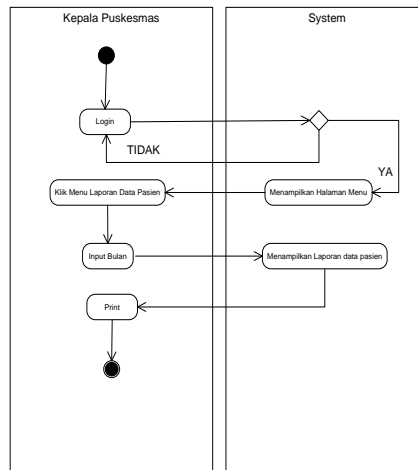 Kepala Puskesmas
System
Login
TIDAK
YA
Klik Menu Laporan Data Pasien
Menampilkan Halaman Menu
Input Bulan
Menampilkan Laporan data pasien
Print